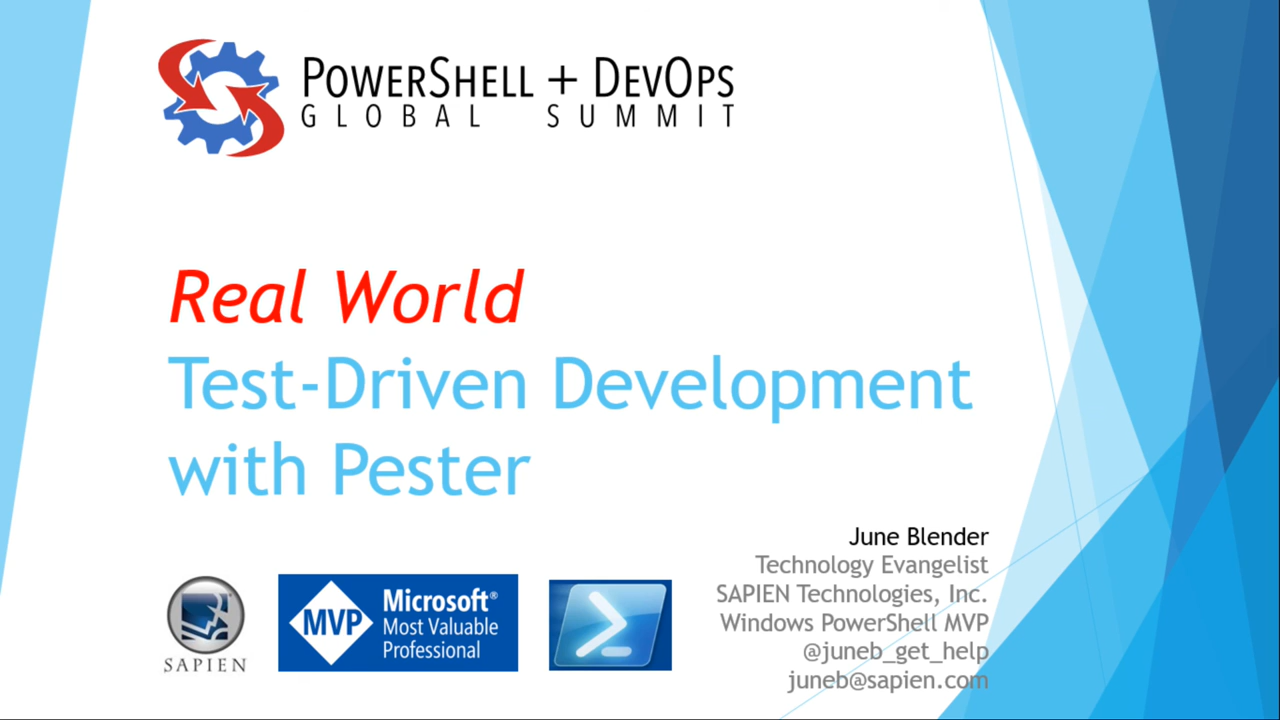 POWERSHELL + DEVOPS
GLOBAL SUMMIT
Real World
Test-Driven Development
with Pester
June Blender
Technology Evangelist
SAPIEN Technologies, Inc.
Windows PowerShell MVP
@juneb_get_help
juneb@sapien.com
SAPIEN
MVP
Microsoft®
Most Valuable
Professional